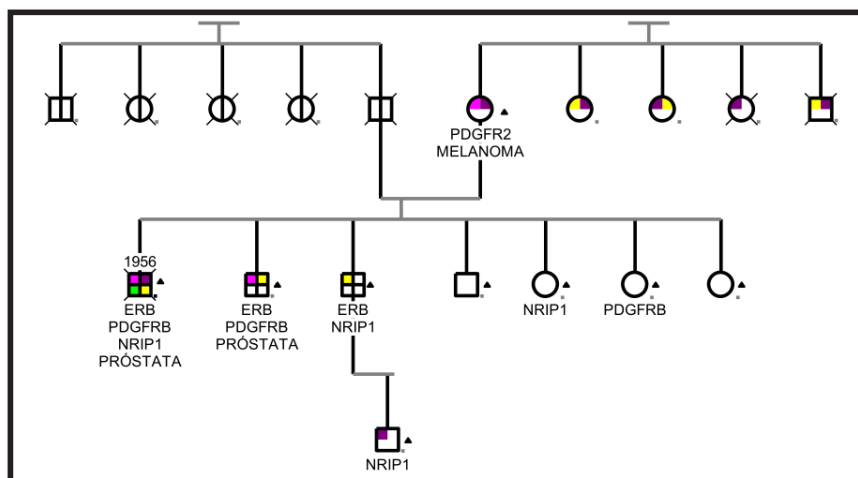 PDGFR2
MELANOMA
1956
ERB
PDGFRB
NRIP1
PRÓSTATA
ERB
PDGFRB
PRÓSTATA
ERB
NRIP1
NRIP1
PDGFRB
NRIP1